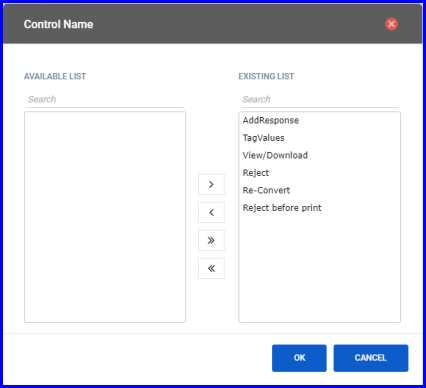 Control Name
AVAILABLE LIST
Search
EXISTING LIST
Search
AddResponse
TagValues
View/Download
Reject
Re-Convert
Reject before print
OK
CANCEL